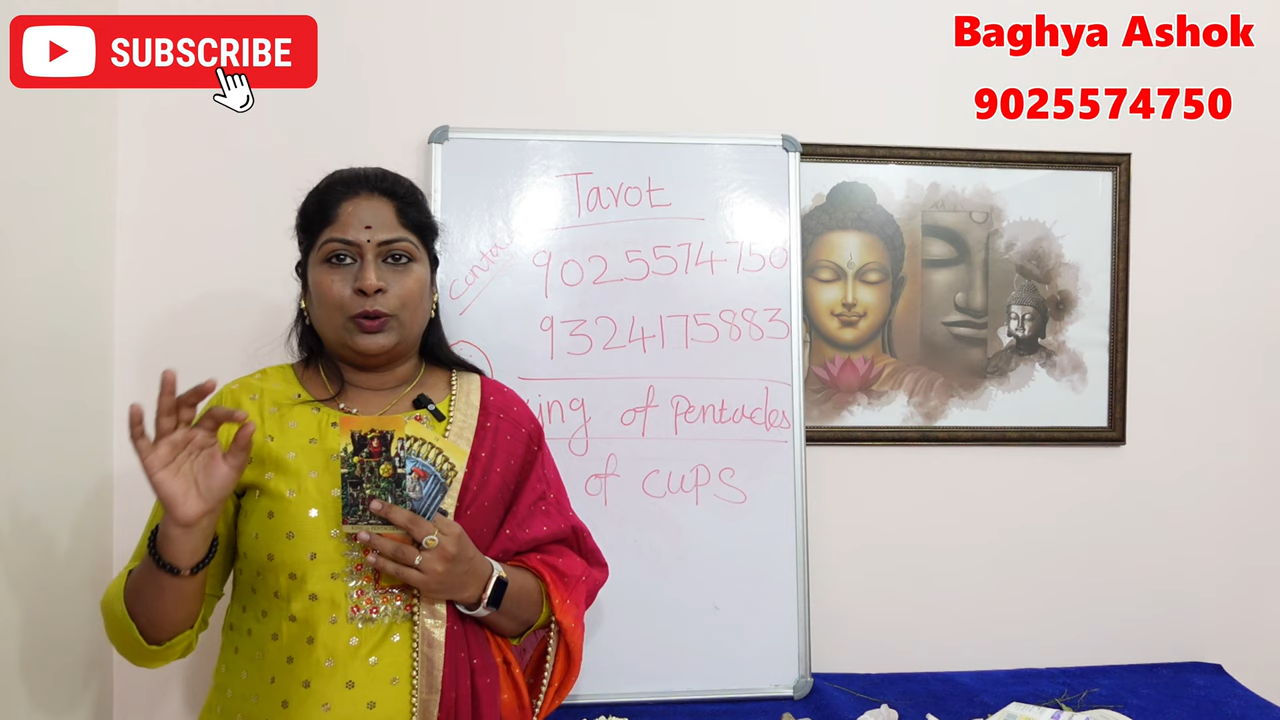 SUBSCRIBE
Baghya Ashok
9025574750
Tarot
9025574750
9324175883
of Pentacles
of cups